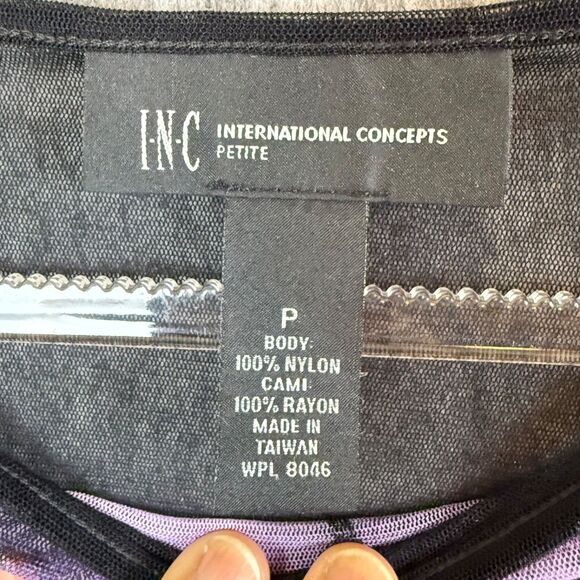 I·N·C INTERNATIONAL CONCEPTS
PETITE
P
BODY:
100% NYLON
CAMI:
100% RAYON
MADE IN
TAIWAN
WPL 8046